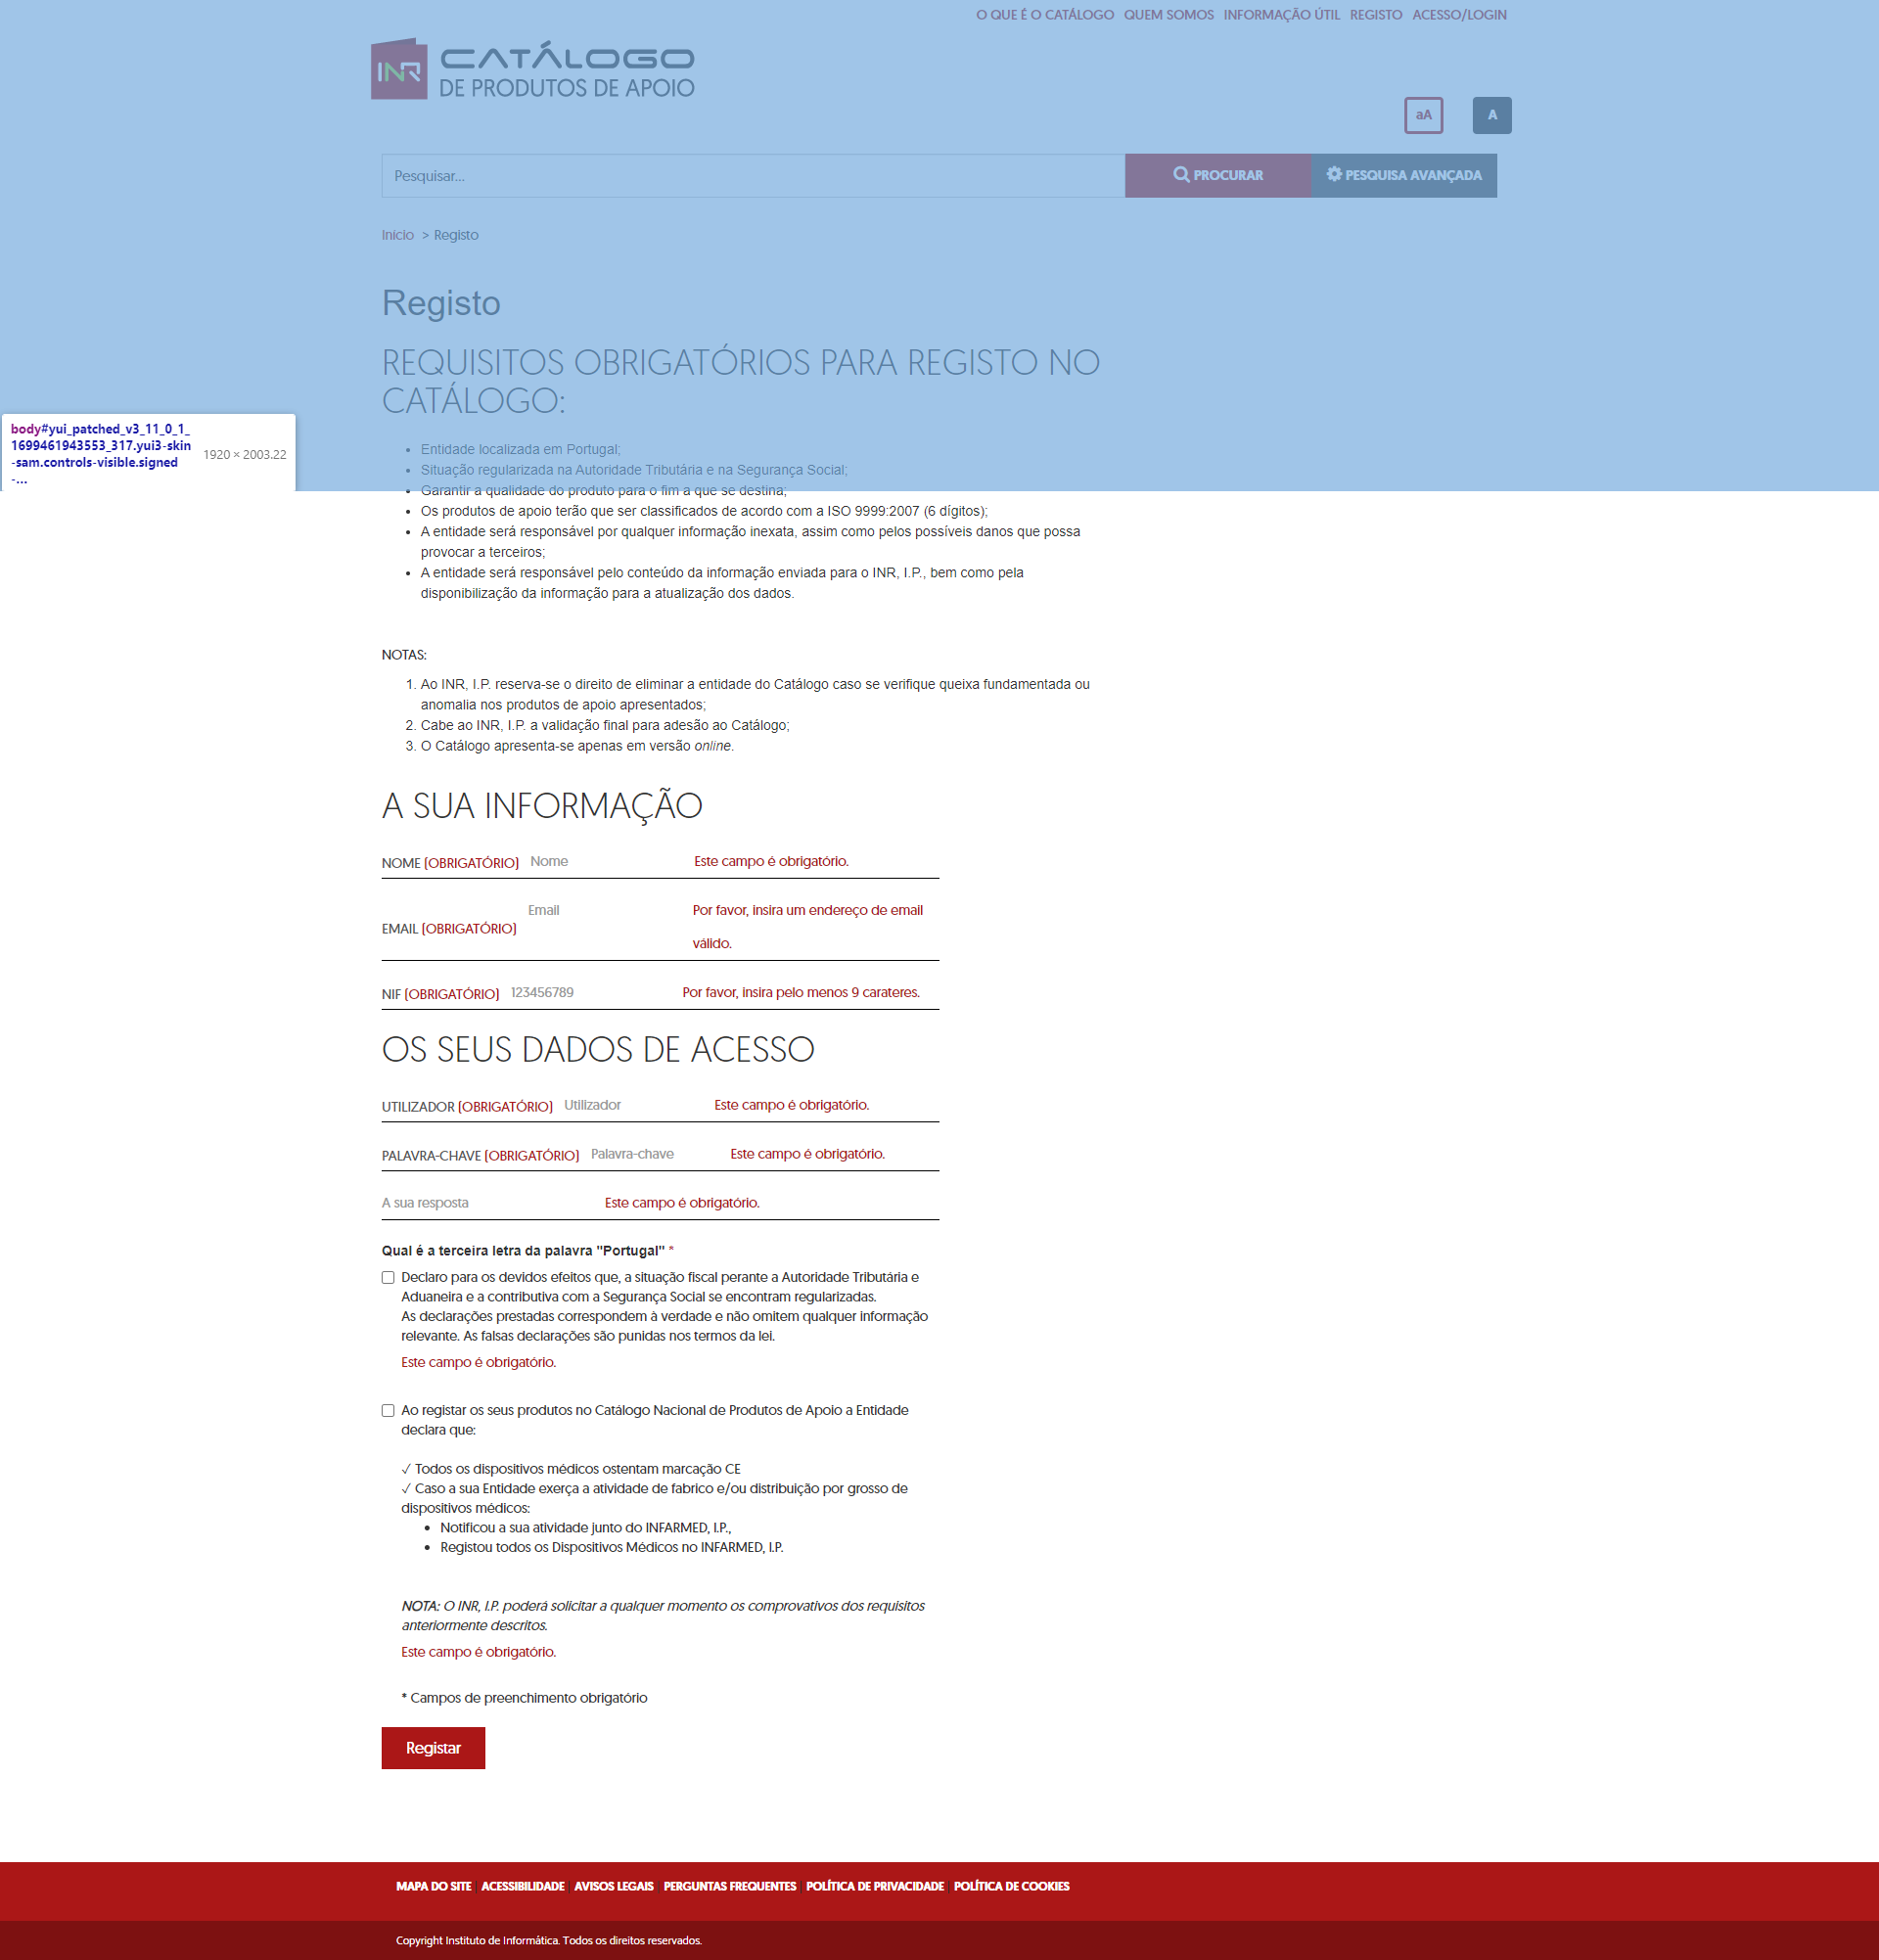 O QUE É O CATÁLOGO QUEM SOMOS INFORMAÇÃO ÚTIL REGISTO ACESSO/LOGIN
INR CATÁLOGO
DE PRODUTOS DE APOIO
aA A
Pesquisar... PROCURAR PESQUISA AVANÇADA
Início > Registo
Registo
REQUISITOS OBRIGATÓRIOS PARA REGISTO NO
CATÁLOGO:
body#yui_patched_v3_11_0_1_
1699461943553_317.yui3-skin
-sam.controls-visible.signed
-...
1920 × 2003.22
• Entidade localizada em Portugal;
• Situação regularizada na Autoridade Tributária e na Segurança Social;
• Garantir a qualidade do produto para o fim a que se destina;
• Os produtos de apoio terão que ser classificados de acordo com a ISO 9999:2007 (6 dígitos);
• A entidade será responsável por qualquer informação inexata, assim como pelos possíveis danos que possa
provocar a terceiros;
• A entidade será responsável pelo conteúdo da informação enviada para o INR, I.P., bem como pela
disponibilização da informação para a atualização dos dados.
NOTAS:
1. Ao INR, I.P. reserva-se o direito de eliminar a entidade do Catálogo caso se verifique queixa fundamentada ou
anomalia nos produtos de apoio apresentados;
2. Cabe ao INR, I.P. a validação final para adesão ao Catálogo;
3. O Catálogo apresenta-se apenas em versão online.
A SUA INFORMAÇÃO
NOME (OBRIGATÓRIO) Nome Este campo é obrigatório.
EMAIL (OBRIGATÓRIO) Email Por favor, insira um endereço de email
válido.
NIF (OBRIGATÓRIO) 123456789 Por favor, insira pelo menos 9 carateres.
OS SEUS DADOS DE ACESSO
UTILIZADOR (OBRIGATÓRIO) Utilizador Este campo é obrigatório.
PALAVRA-CHAVE (OBRIGATÓRIO) Palavra-chave Este campo é obrigatório.
A sua resposta Este campo é obrigatório.
Qual é a terceira letra da palavra "Portugal" *
Declaro para os devidos efeitos que, a situação fiscal perante a Autoridade Tributária e
Aduaneira e a contributiva com a Segurança Social se encontram regularizadas.
As declarações prestadas correspondem à verdade e não omitem qualquer informação
relevante. As falsas declarações são punidas nos termos da lei.
Este campo é obrigatório.
Ao registar os seus produtos no Catálogo Nacional de Produtos de Apoio a Entidade
declara que:
✓ Todos os dispositivos médicos ostentam marcação CE
✓ Caso a sua Entidade exerça a atividade de fabrico e/ou distribuição por grosso de
dispositivos médicos:
• Notificou a sua atividade junto do INFARMED, I.P.,
• Registou todos os Dispositivos Médicos no INFARMED, I.P.
NOTA: O INR, I.P. poderá solicitar a qualquer momento os comprovativos dos requisitos
anteriormente descritos.
Este campo é obrigatório.
* Campos de preenchimento obrigatório
Registar
MAPA DO SITE | ACESSIBILIDADE | AVISOS LEGAIS | PERGUNTAS FREQUENTES | POLÍTICA DE PRIVACIDADE | POLÍTICA DE COOKIES
Copyright Instituto de Informática. Todos os direitos reservados.